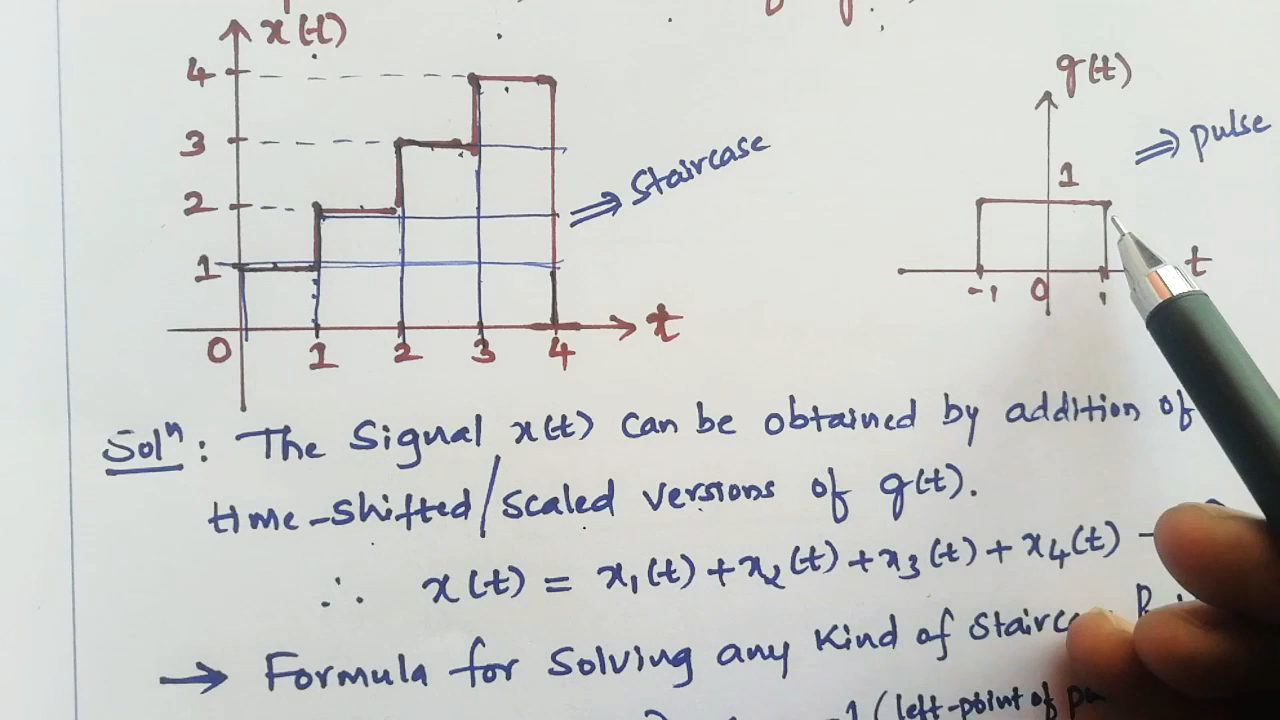 x(t)
4
3
2
1
0 1 2 3 4 t
⇒ Staircase
g(t)
⇒ pulse
1
-1 0 1 t
Solⁿ: The Signal x(t) can be obtained by addition of
time-shifted/scaled versions of g(t).
∴ x(t) = x₁(t) + x₂(t) + x₃(t) + x₄(t) -
→ Formula for solving any kind of
(left-point of